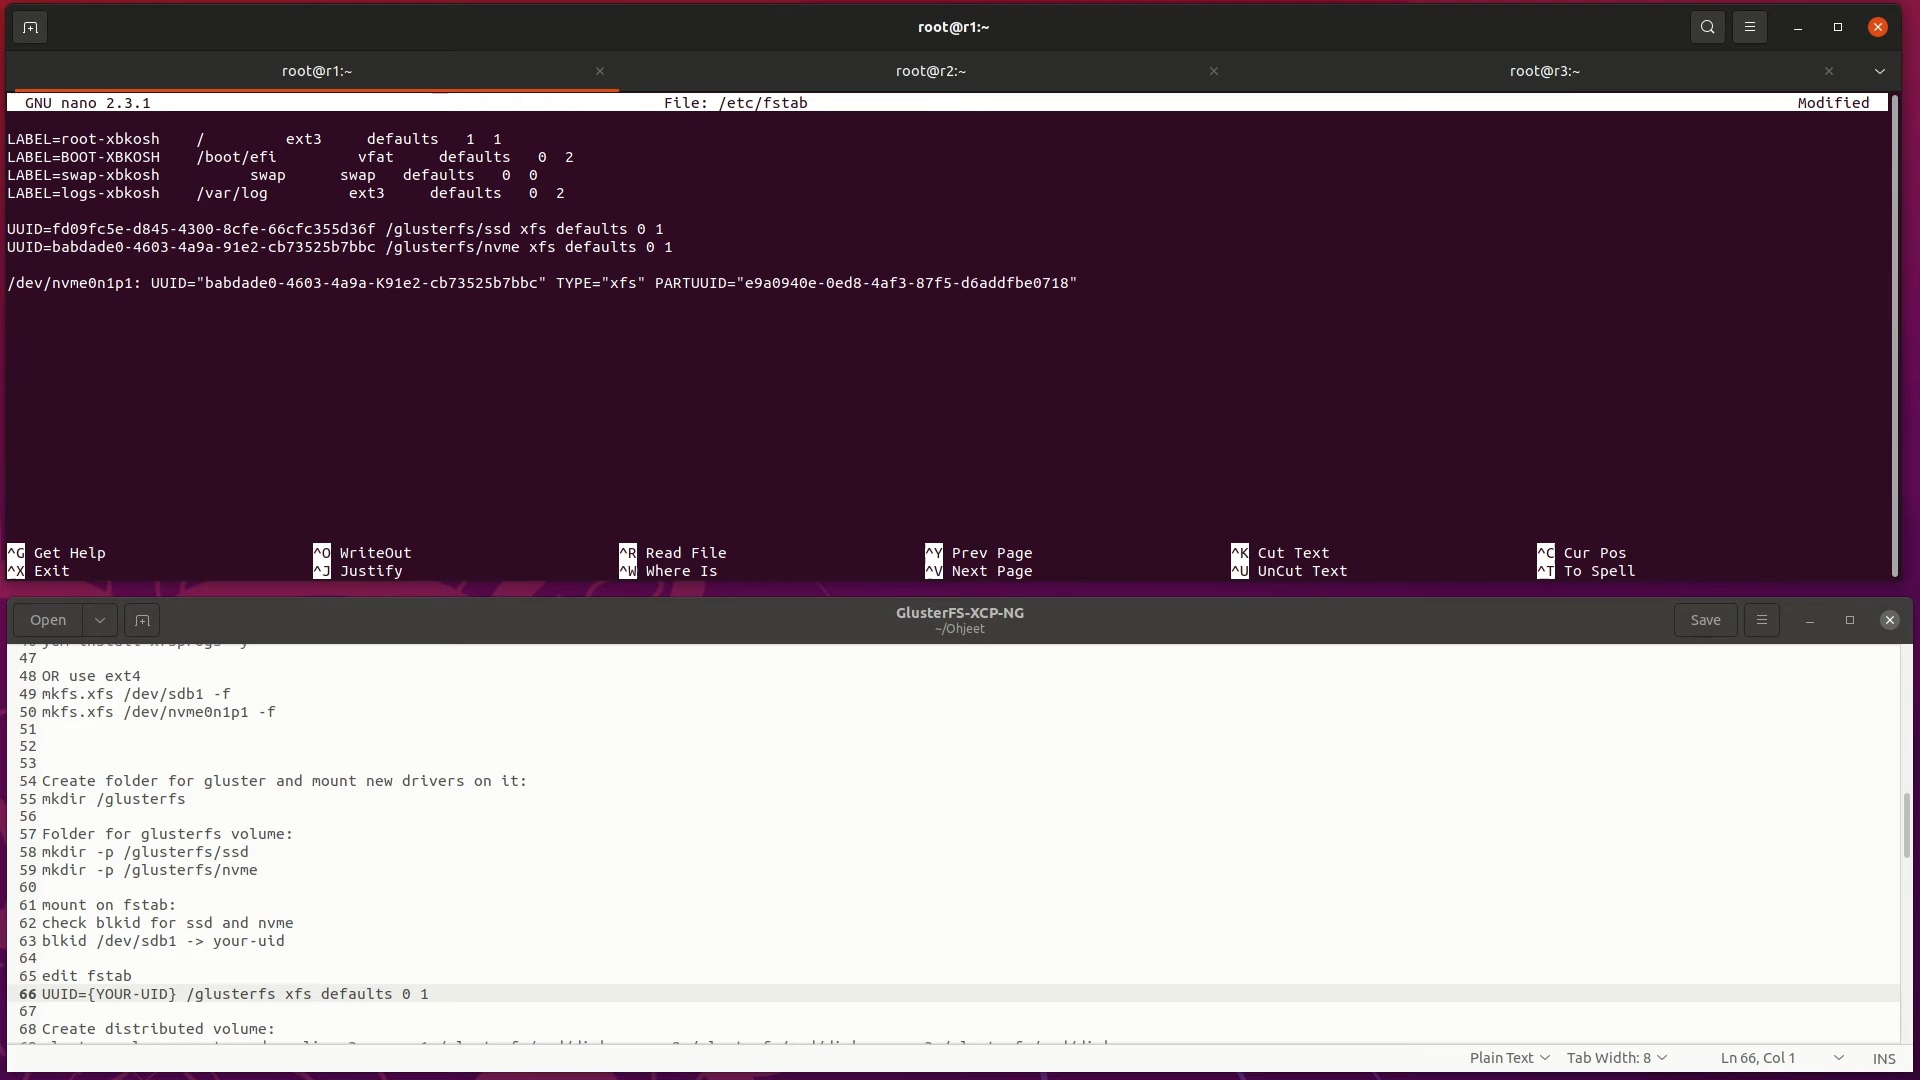 root@r1:~
root@r1:~
root@r2:~
root@r3:~
GNU nano 2.3.1 File: /etc/fstab Modified
LABEL=root-xbkosh / ext3 defaults 1 1
LABEL=BOOT-XBKOSH /boot/efi vfat defaults 0 2
LABEL=swap-xbkosh swap swap defaults 0 0
LABEL=logs-xbkosh /var/log ext3 defaults 0 2
UUID=fd09fc5e-d845-4300-8cfe-66cfc355d36f /glusterfs/ssd xfs defaults 0 1
UUID=babdade0-4603-4a9a-91e2-cb73525b7bbc /glusterfs/nvme xfs defaults 0 1
/dev/nvme0n1p1: UUID="babdade0-4603-4a9a-K91e2-cb73525b7bbc" TYPE="xfs" PARTUUID="e9a0940e-0ed8-4af3-87f5-d6addfbe0718"
^G Get Help ^O WriteOut ^R Read File ^Y Prev Page ^K Cut Text ^C Cur Pos
^X Exit ^J Justify ^W Where Is ^V Next Page ^U UnCut Text ^T To Spell
Open
GlusterFS-XCP-NG
~/Ohjeet
Save
47
48 OR use ext4
49 mkfs.xfs /dev/sdb1 -f
50 mkfs.xfs /dev/nvme0n1p1 -f
51
52
53
54 Create folder for gluster and mount new drivers on it:
55 mkdir /glusterfs
56
57 Folder for glusterfs volume:
58 mkdir -p /glusterfs/ssd
59 mkdir -p /glusterfs/nvme
60
61 mount on fstab:
62 check blkid for ssd and nvme
63 blkid /dev/sdb1 -> your-uid
64
65 edit fstab
66 UUID={YOUR-UID} /glusterfs xfs defaults 0 1
67
68 Create distributed volume:
Plain Text Tab Width: 8 Ln 66, Col 1 INS